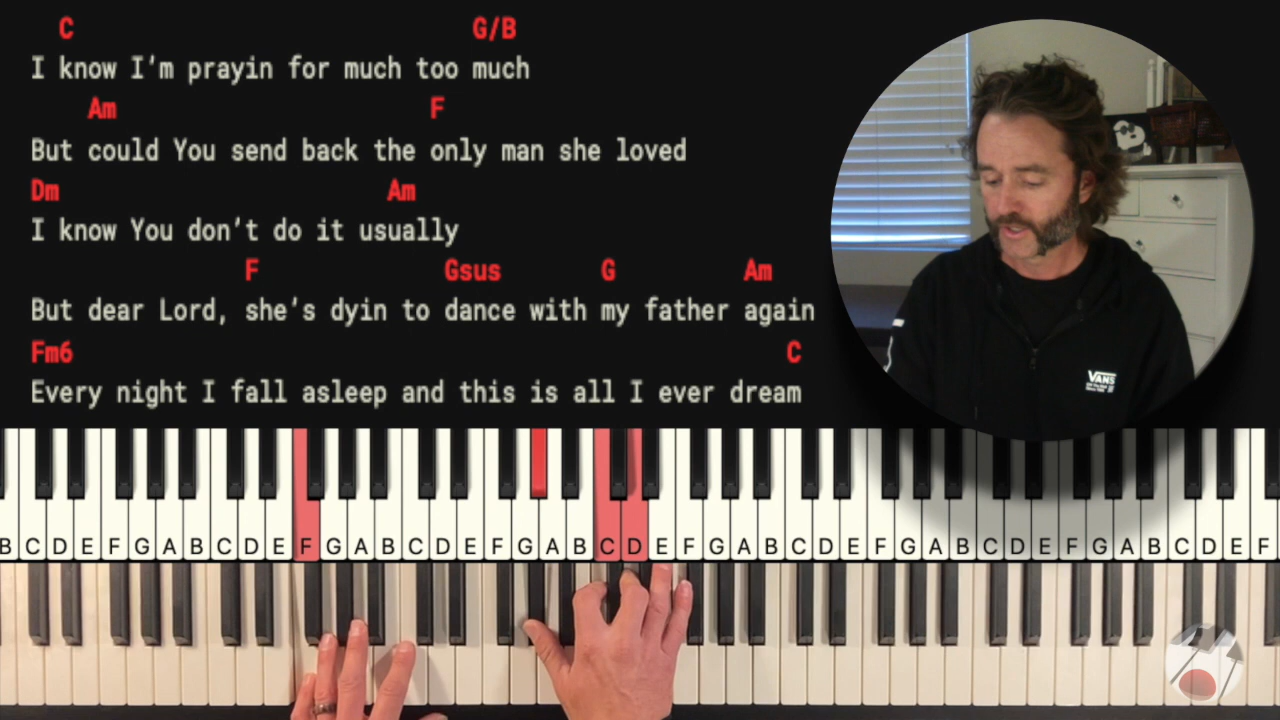 C G/B
I know I'm prayin for much too much
Am F
But could You send back the only man she loved
Dm Am
I know You don't do it usually
F Gsus G Am
But dear Lord, she's dyin to dance with my father again
Fm6 C
Every night I fall asleep and this is all I ever dream
VANS
B C D E F G A B C D E F G A B C D E F G A B C D E F G A B C D E F G A B C D E F G A B C D E F